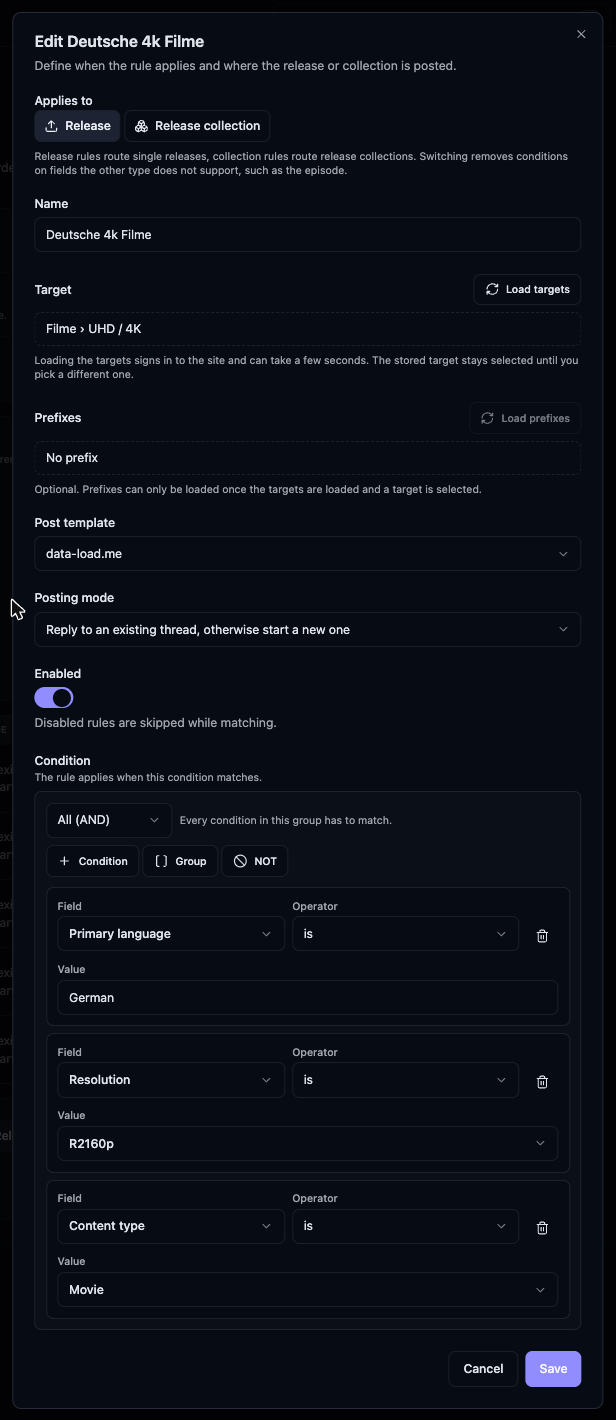 Edit Deutsche 4k Filme
Define when the rule applies and where the release or collection is posted.
Applies to
Release
Release collection
Release rules route single releases, collection rules route release collections. Switching removes conditions
on fields the other type does not support, such as the episode.
Name
Deutsche 4k Filme
Target
Load targets
Filme › UHD / 4K
Loading the targets signs in to the site and can take a few seconds. The stored target stays selected until you
pick a different one.
Prefixes
Load prefixes
No prefix
Optional. Prefixes can only be loaded once the targets are loaded and a target is selected.
Post template
data-load.me
Posting mode
Reply to an existing thread, otherwise start a new one
Enabled
Disabled rules are skipped while matching.
Condition
The rule applies when this condition matches.
All (AND)
Every condition in this group has to match.
Condition
Group
NOT
Field
Operator
Primary language
is
Value
German
Field
Operator
Resolution
is
Value
R2160p
Field
Operator
Content type
is
Value
Movie
Cancel
Save